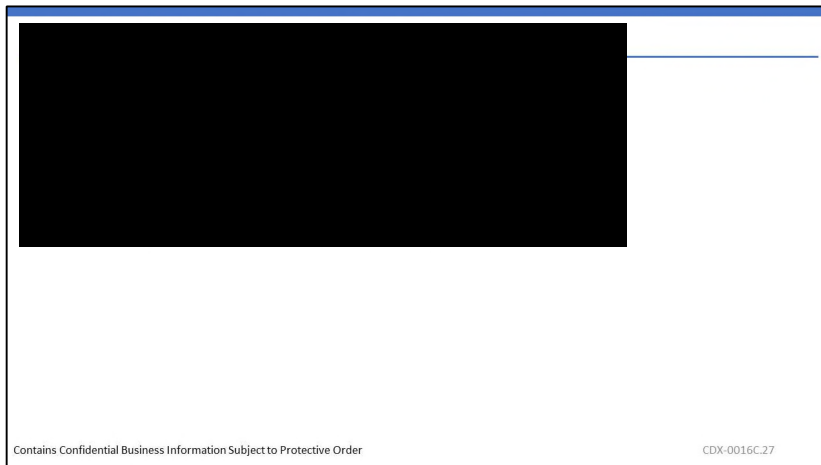 Contains Confidential Business Information Subject to Protective Order
CDX-0016C.27